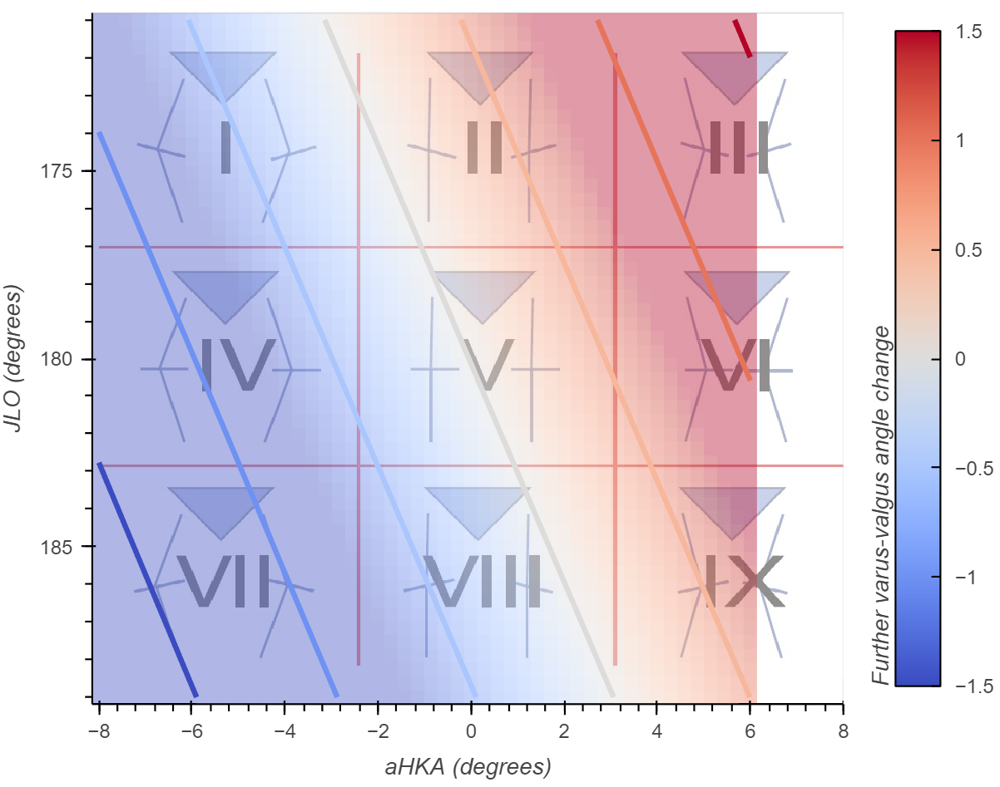 1.5
1
0.5
0
−0.5
−1
−1.5
Further varus-valgus angle change
175
180
185
JLO (degrees)
I II III
IV V VI
VII VIII IX
−8 −6 −4 −2 0 2 4 6 8
aHKA (degrees)